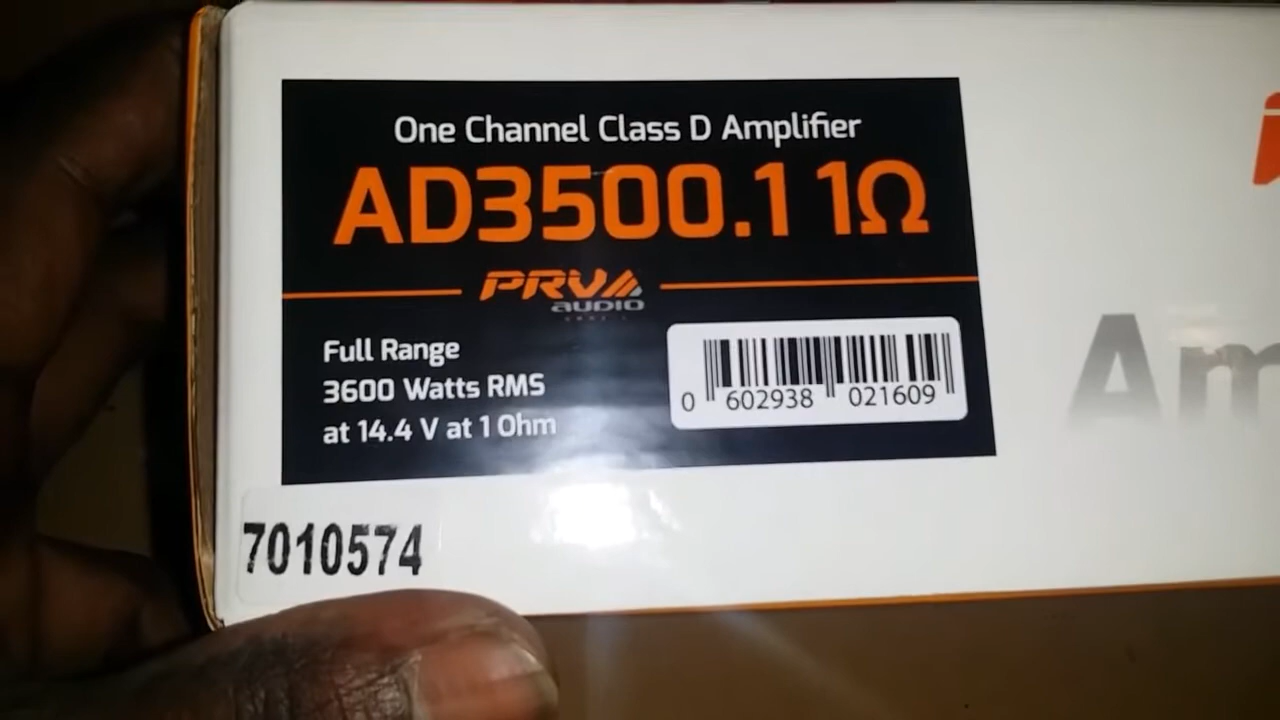 One Channel Class D Amplifier
AD3500.1 1Ω
PRV
AUDIO
Full Range
3600 Watts RMS
at 14.4 V at 1 Ohm
0 602938 021609
7010574
Am